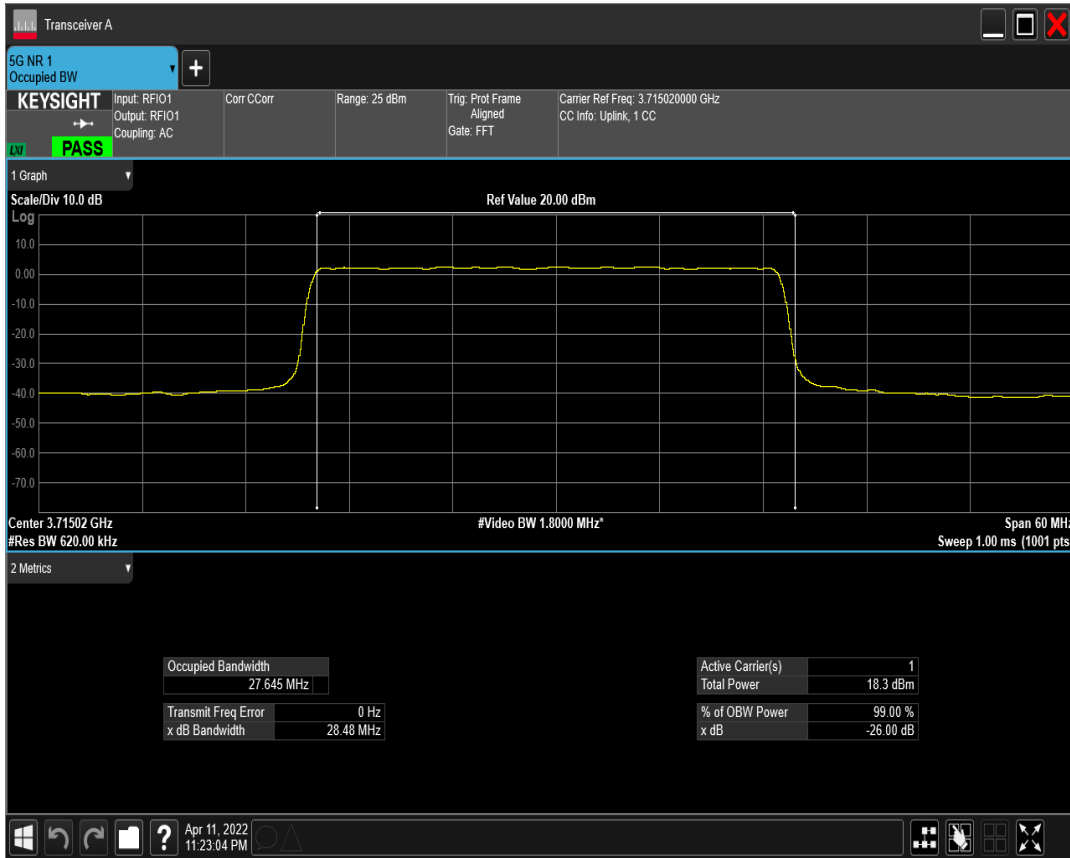 Transceiver A
5G NR 1
Occupied BW
+
KEYSIGHT
LXI
PASS
Input: RFIO1
Output: RFIO1
Coupling: AC
Corr CCorr
Range: 25 dBm
Trig: Prot Frame
Aligned
Gate: FFT
Carrier Ref Freq: 3.715020000 GHz
CC Info: Uplink, 1 CC
1 Graph
Scale/Div 10.0 dB
Ref Value 20.00 dBm
Log
10.0
0.00
-10.0
-20.0
-30.0
-40.0
-50.0
-60.0
-70.0
Center 3.71502 GHz
#Video BW 1.8000 MHz*
Span 60 MHz
#Res BW 620.00 kHz
Sweep 1.00 ms (1001 pts
2 Metrics
Occupied Bandwidth
27.645 MHz
Transmit Freq Error 0 Hz
x dB Bandwidth 28.48 MHz
Active Carrier(s) 1
Total Power 18.3 dBm
% of OBW Power 99.00 %
x dB -26.00 dB
?
Apr 11, 2022
11:23:04 PM